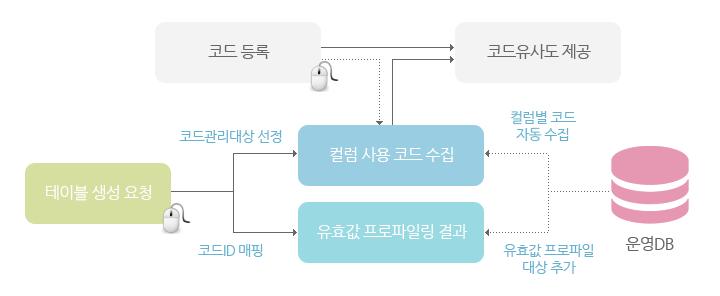 코드 등록
코드유사도 제공
컬럼별 코드
자동 수집
코드관리대상 선정
컬럼 사용 코드 수집
테이블 생성 요청
유효값 프로파일링 결과
운영DB
코드ID 매핑
유효값 프로파일
대상 추가